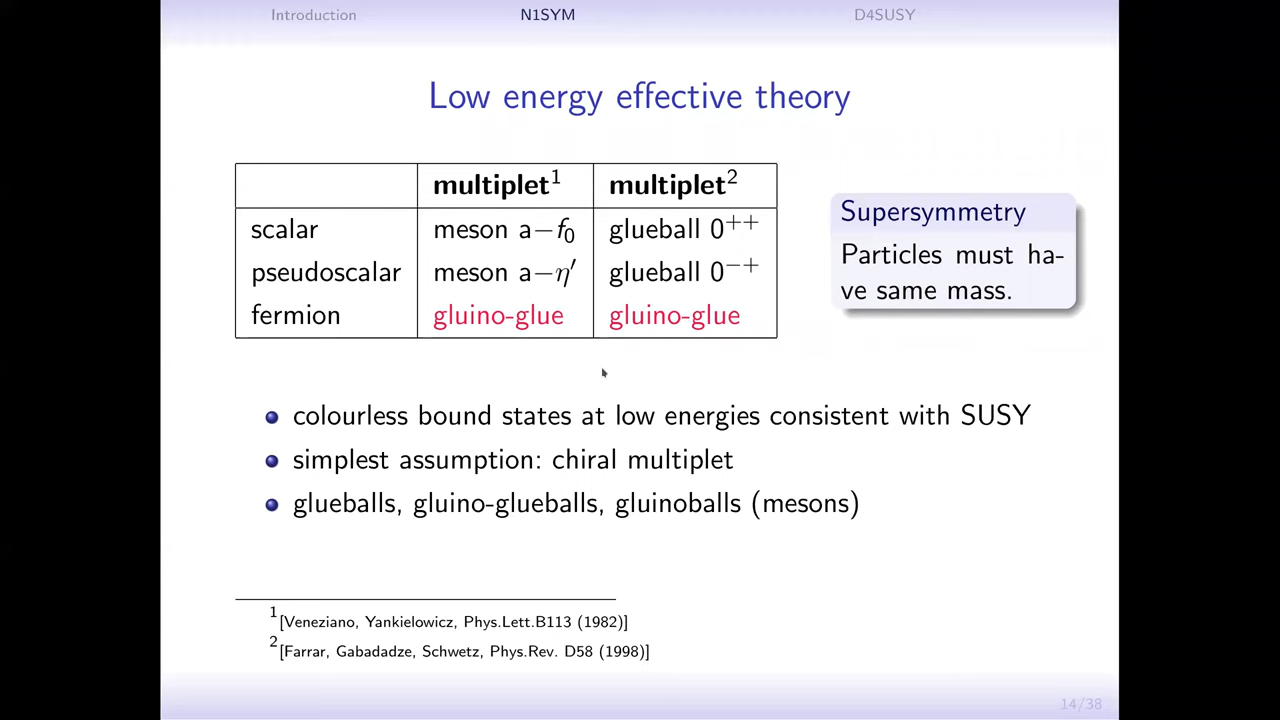 Introduction N1SYM D4SUSY
Low energy effective theory
multiplet¹ multiplet²
scalar meson a−f₀ glueball 0⁺⁺
pseudoscalar meson a−η′ glueball 0⁻⁺
fermion gluino-glue gluino-glue
Supersymmetry
Particles must ha-
ve same mass.
colourless bound states at low energies consistent with SUSY
simplest assumption: chiral multiplet
glueballs, gluino-glueballs, gluinoballs (mesons)
¹[Veneziano, Yankielowicz, Phys.Lett.B113 (1982)]
²[Farrar, Gabadadze, Schwetz, Phys.Rev. D58 (1998)]
14/38